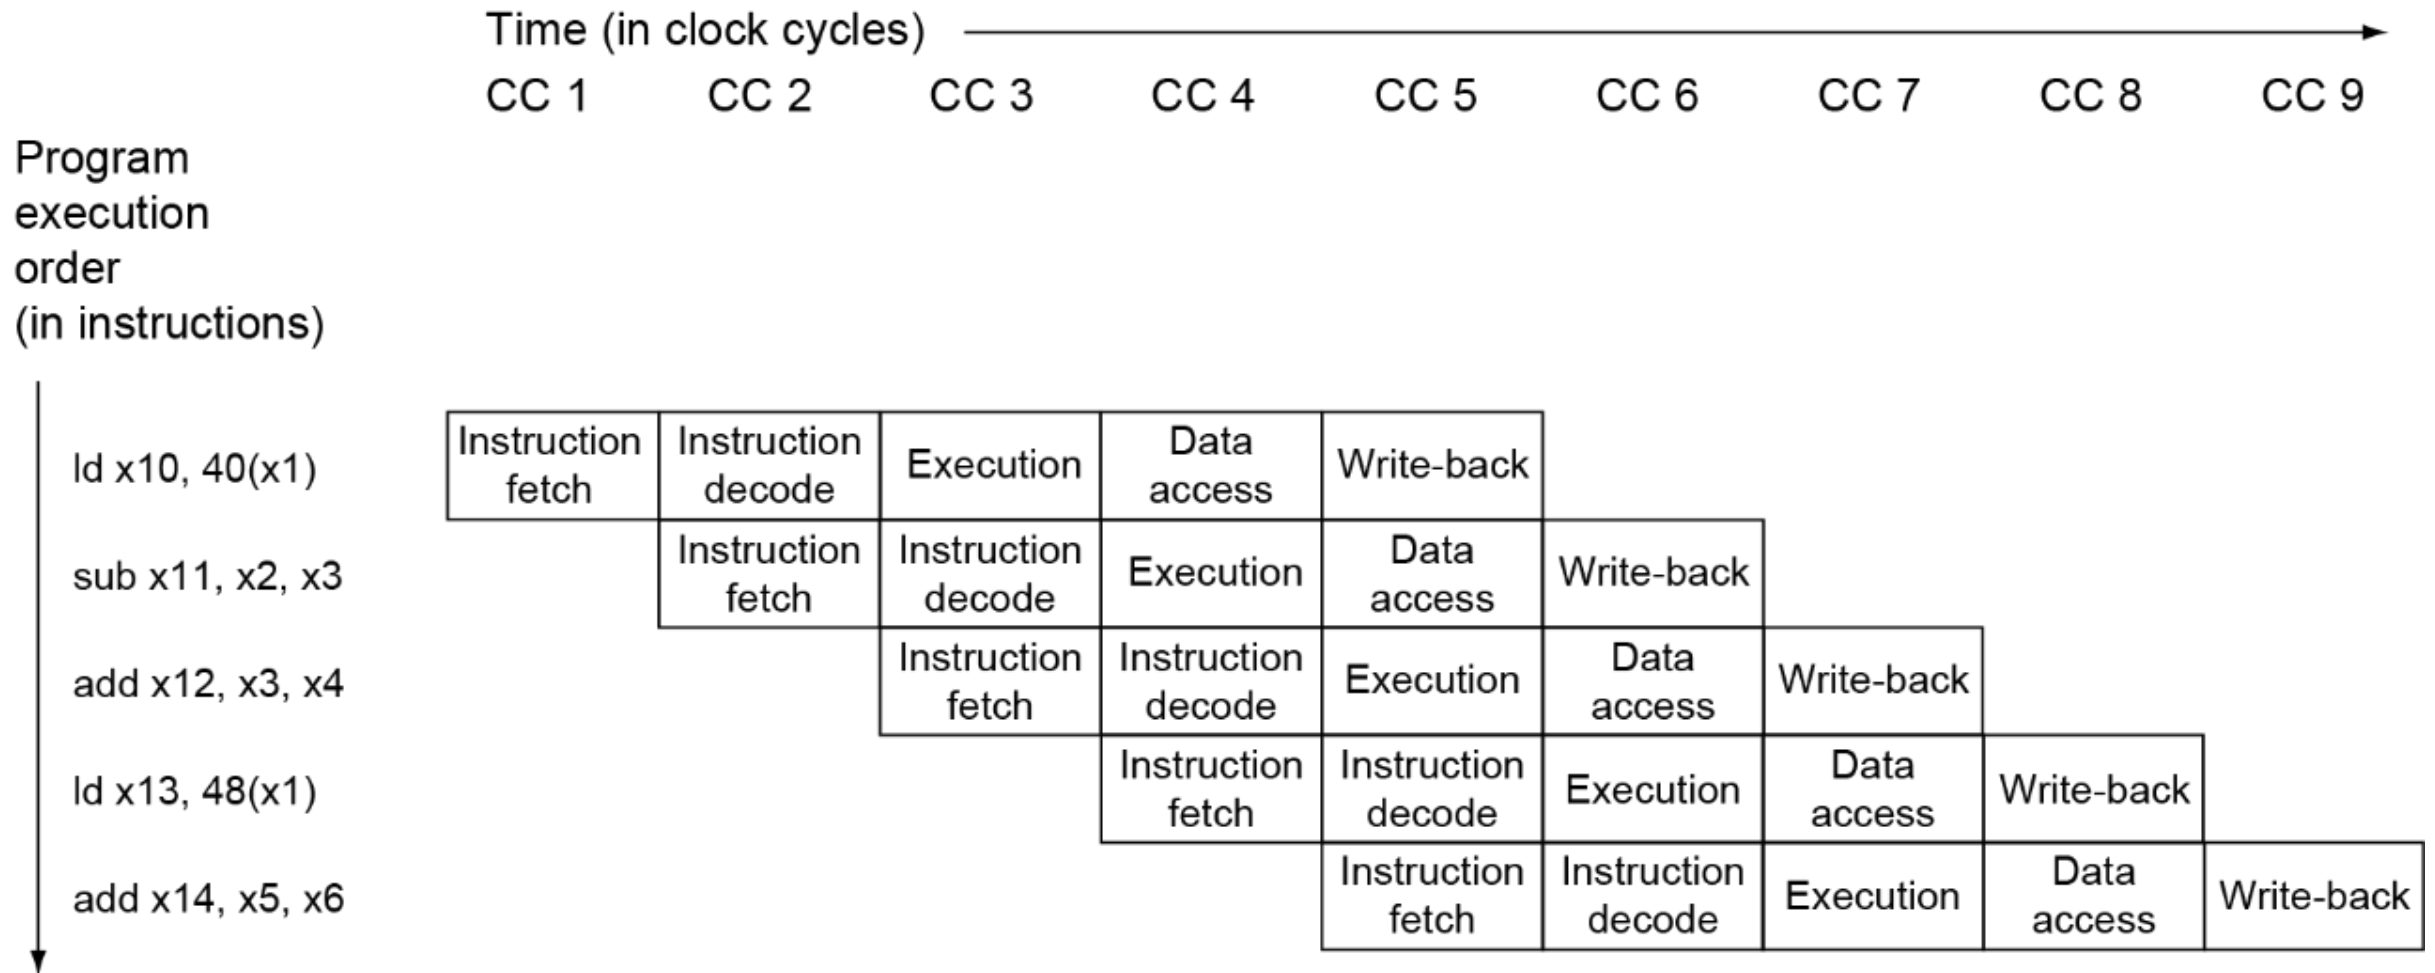 Time (in clock cycles)
CC 1 CC 2 CC 3 CC 4 CC 5 CC 6 CC 7 CC 8 CC 9
Program
execution
order
(in instructions)
ld x10, 40(x1)
Instruction
fetch
Instruction
decode
Execution
Data
access
Write-back
sub x11, x2, x3
Instruction
fetch
Instruction
decode
Execution
Data
access
Write-back
add x12, x3, x4
Instruction
fetch
Instruction
decode
Execution
Data
access
Write-back
ld x13, 48(x1)
Instruction
fetch
Instruction
decode
Execution
Data
access
Write-back
add x14, x5, x6
Instruction
fetch
Instruction
decode
Execution
Data
access
Write-back